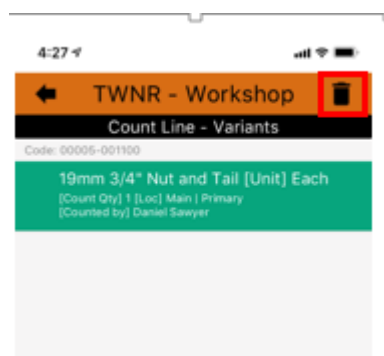 4:27
TWNR - Workshop
Count Line - Variants
Code: 00005-001100
19mm 3/4" Nut and Tail [Unit] Each
[Count Qty] 1 [Loc] Main | Primary
[Counted by] Daniel Sawyer